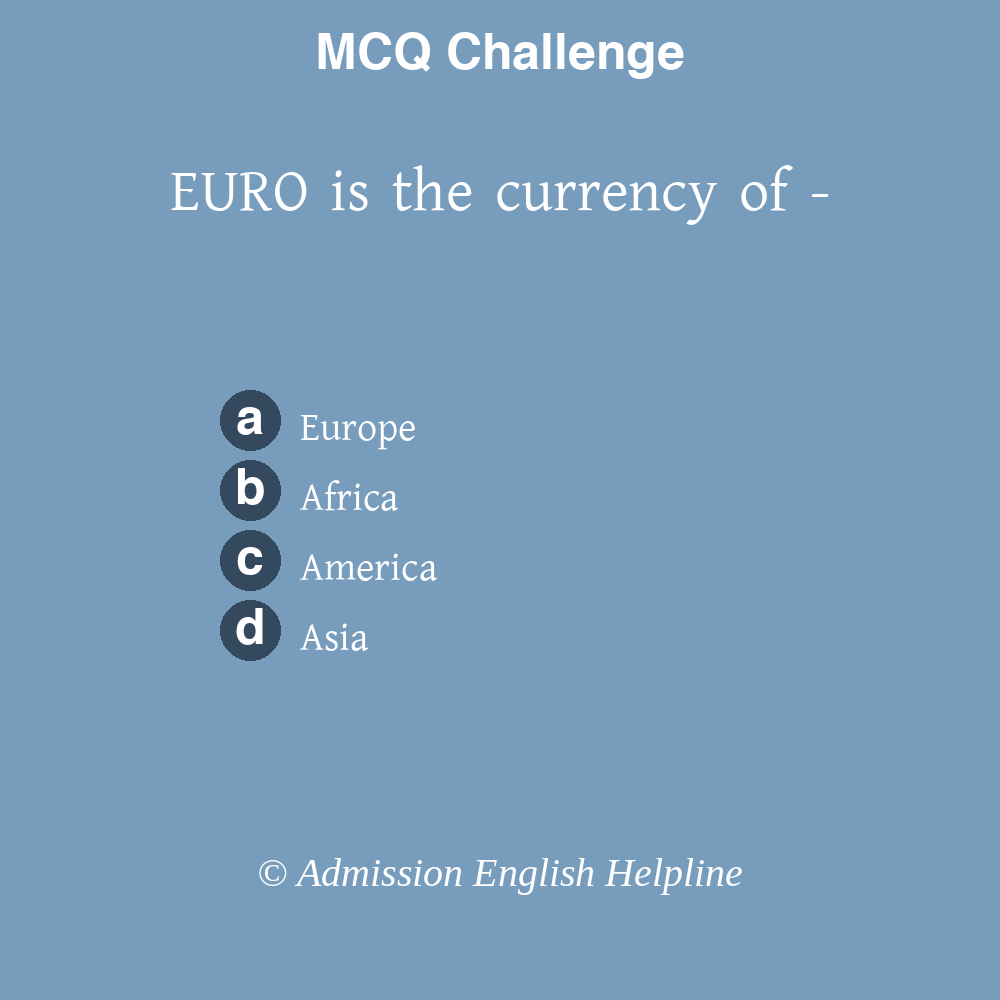 MCQ Challenge
EURO is the currency of -
a Europe
b Africa
c America
d Asia
© Admission English Helpline